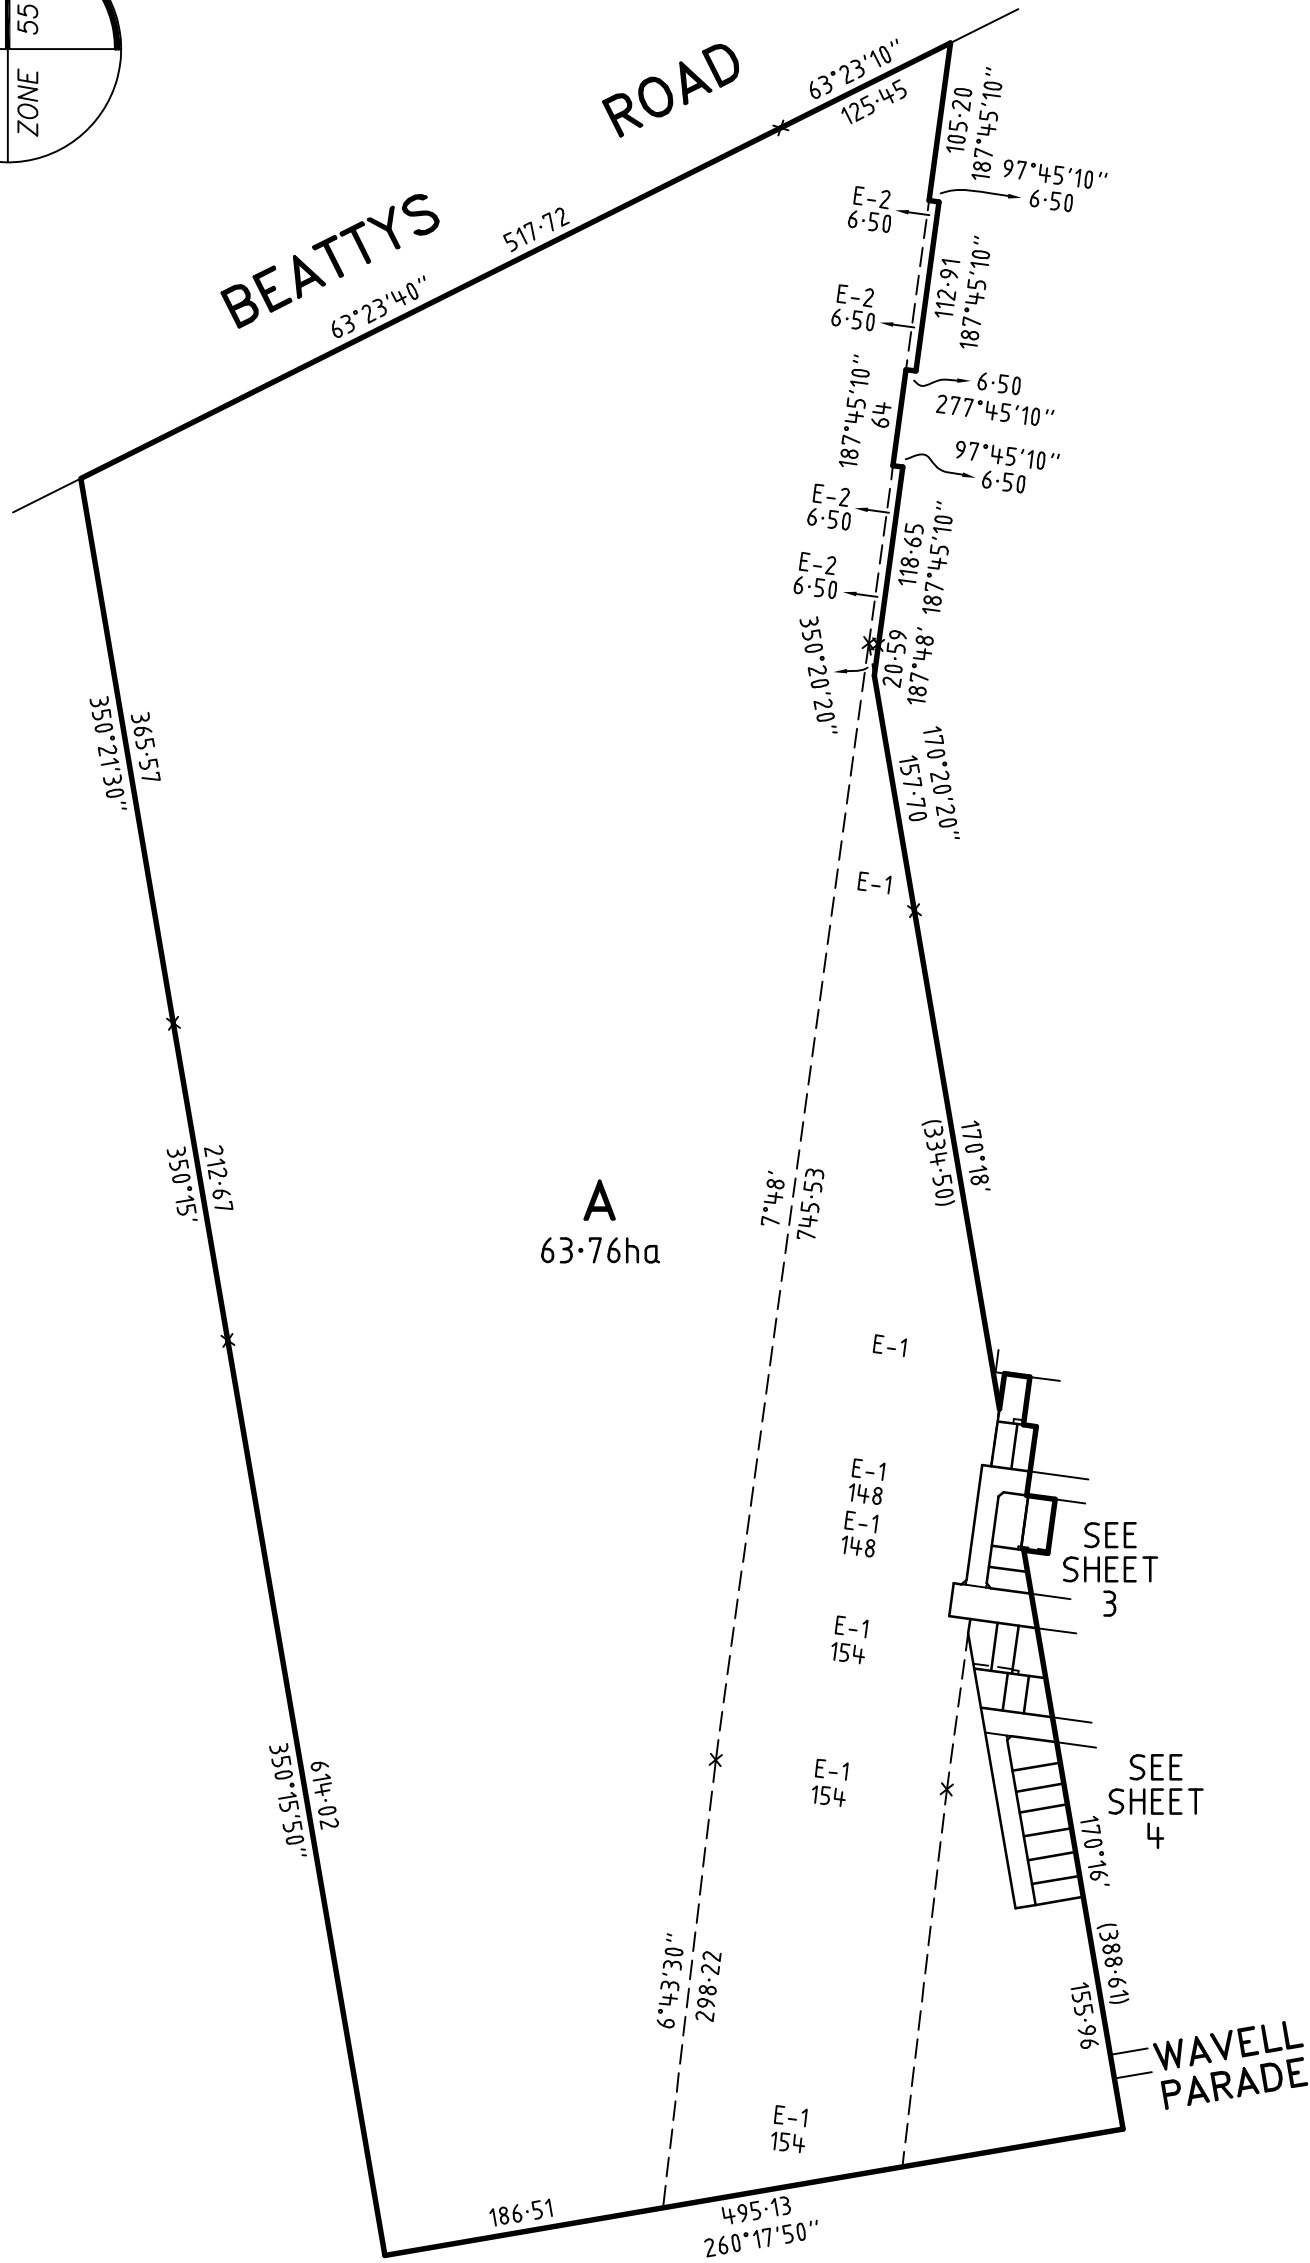 ZONE 55
BEATTYS ROAD
63°23'10"
125·45
517·72
63°23'40"
105·20
187°45'10"
97°45'10"
6·50
E-2
6·50
112·91
187°45'10"
E-2
6·50
6·50
277°45'10"
187°45'10"
64
97°45'10"
6·50
E-2
6·50
118·65
187°45'10"
E-2
6·50
20·59
187°48'
350°20'20"
170°20'20"
157·70
365·57
350°21'30"
E-1
170°18'
(334·50)
212·67
350°15'
7°48'
745·53
A
63·76ha
E-1
E-1
148
E-1
148
SEE
SHEET
3
E-1
154
E-1
154
SEE
SHEET
4
614·02
350°15'50"
170°16'
(388·61)
155·96
6°43'30"
298·22
WAVELL
PARADE
E-1
154
186·51
495·13
260°17'50"